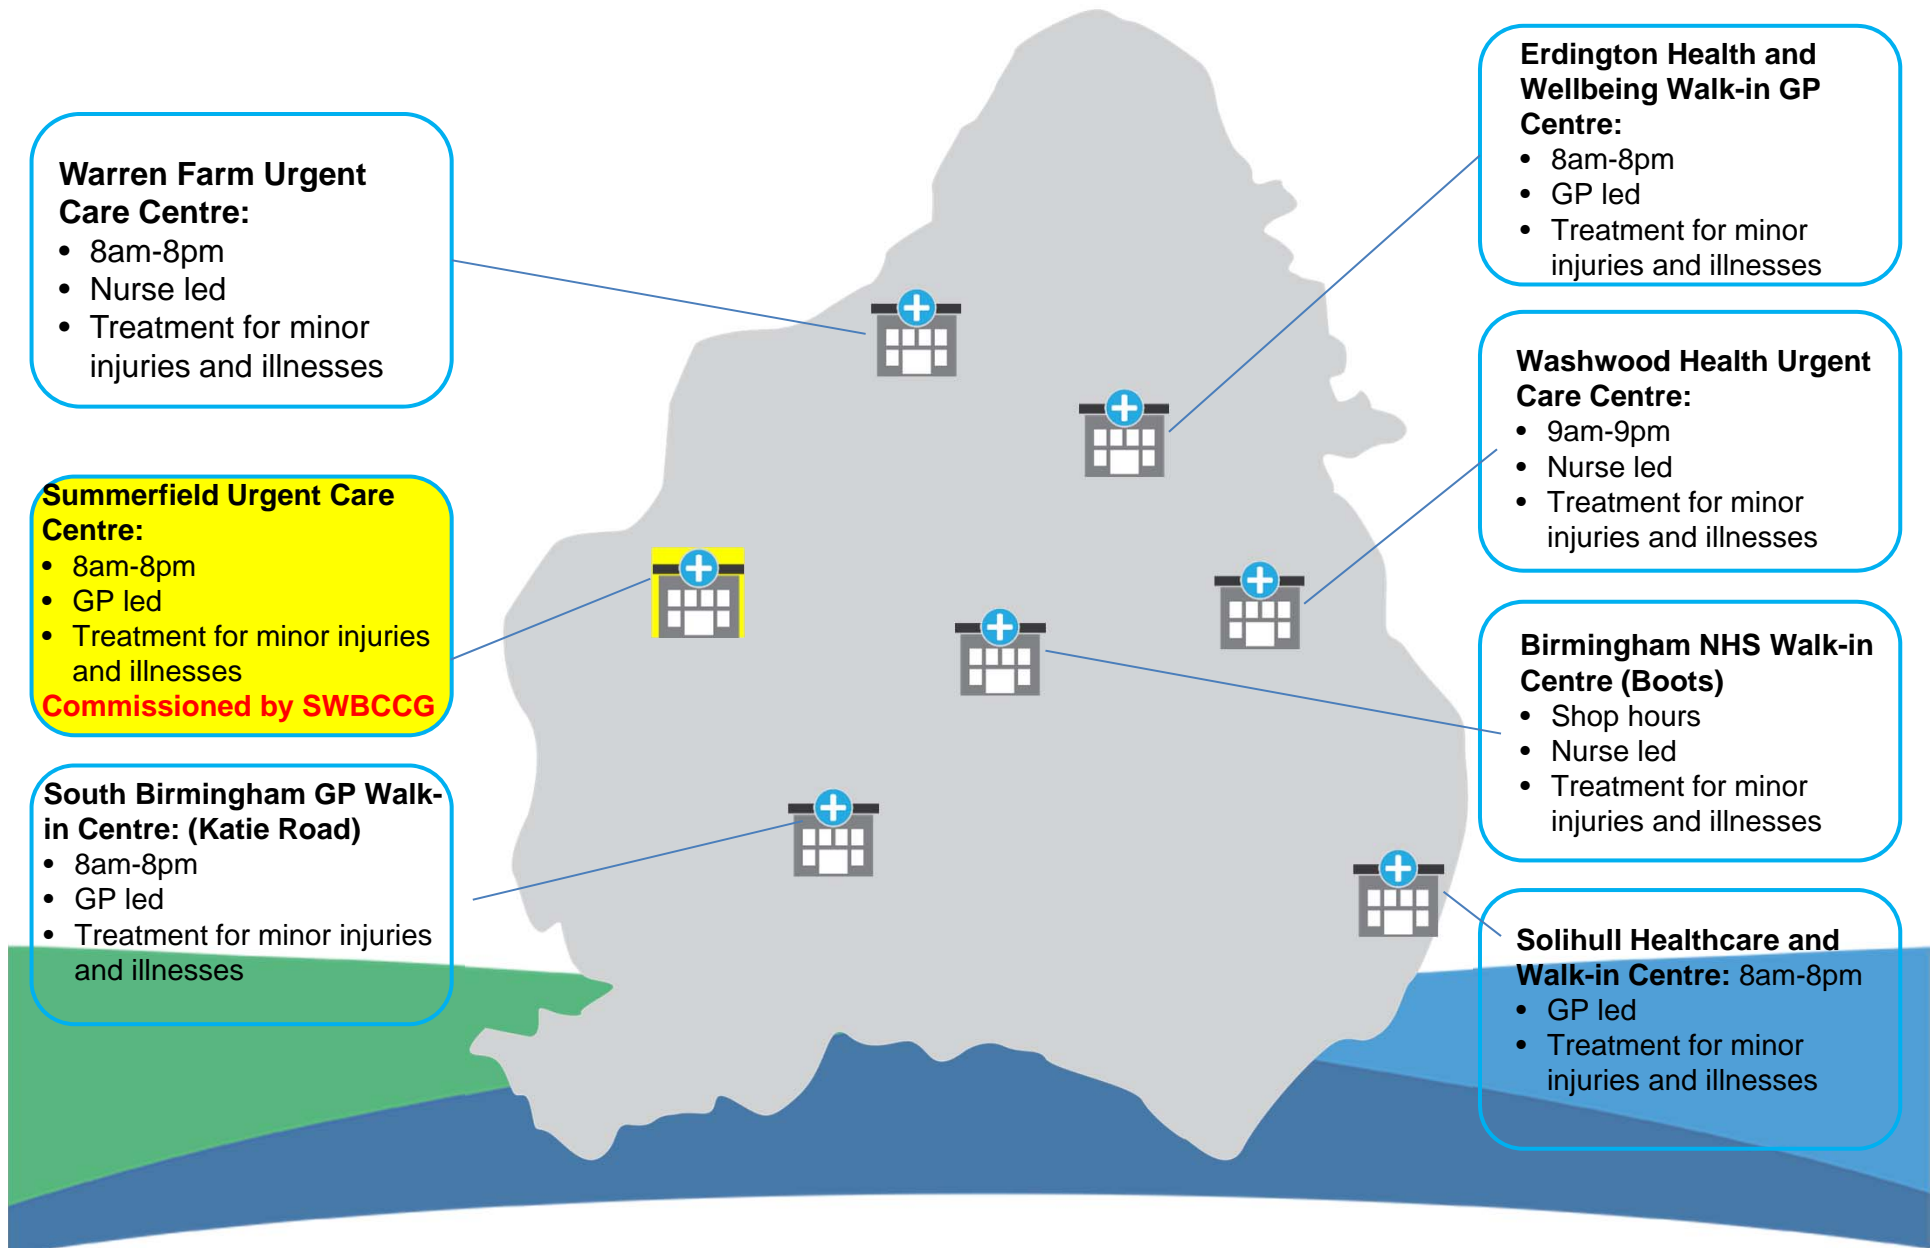 Warren Farm Urgent
Care Centre:
• 8am-8pm
• Nurse led
• Treatment for minor
injuries and illnesses
Summerfield Urgent Care
Centre:
• 8am-8pm
• GP led
• Treatment for minor injuries
and illnesses
Commissioned by SWBCCG
South Birmingham GP Walk-
in Centre: (Katie Road)
• 8am-8pm
• GP led
• Treatment for minor injuries
and illnesses
Erdington Health and
Wellbeing Walk-in GP
Centre:
• 8am-8pm
• GP led
• Treatment for minor
injuries and illnesses
Washwood Health Urgent
Care Centre:
• 9am-9pm
• Nurse led
• Treatment for minor
injuries and illnesses
Birmingham NHS Walk-in
Centre (Boots)
• Shop hours
• Nurse led
• Treatment for minor
injuries and illnesses
Solihull Healthcare and
Walk-in Centre: 8am-8pm
• GP led
• Treatment for minor
injuries and illnesses